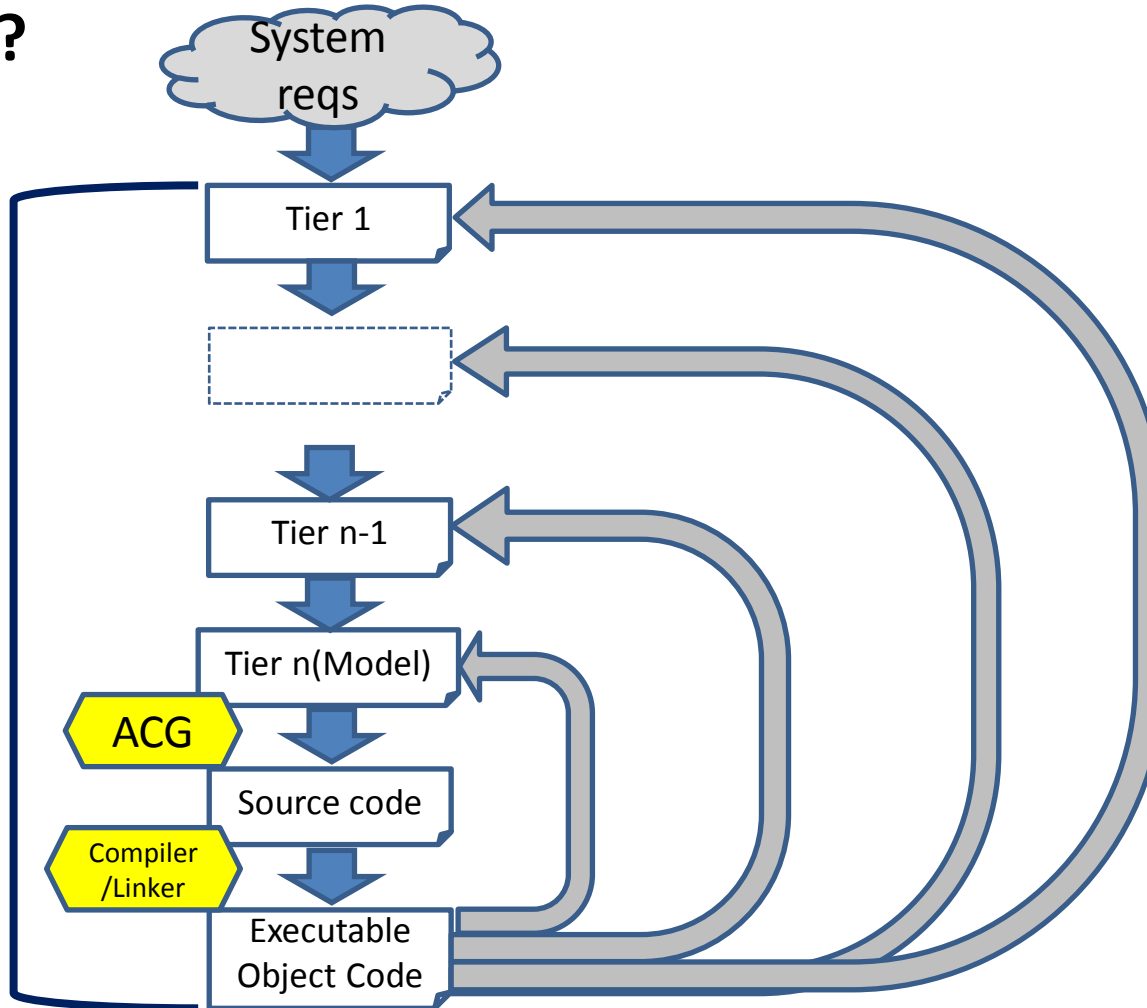 ?
System
reqs
Tier 1
Tier n-1
Tier n(Model)
ACG
Source code
Compiler
/Linker
Executable
Object Code